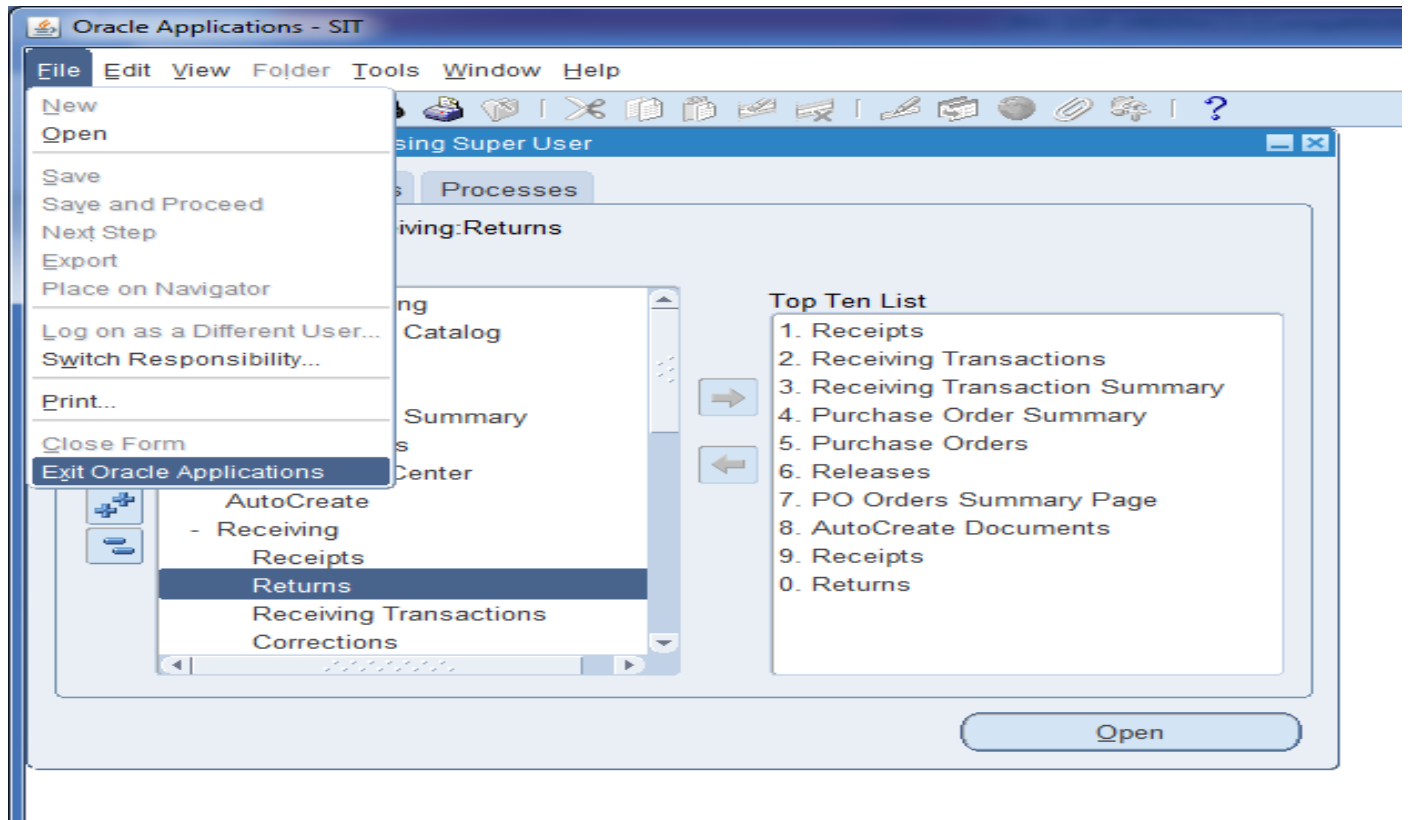 Oracle Applications - SIT
File Edit View Folder Tools Window Help
New
Open
Save
Save and Proceed
Next Step
Export
Place on Navigator
Log on as a Different User...
Switch Responsibility...
Print...
Close Form
Exit Oracle Applications
sing Super User
s Processes
iving:Returns
ng
Catalog
Summary
s
Center
AutoCreate
- Receiving
Receipts
Returns
Receiving Transactions
Corrections
Top Ten List
1. Receipts
2. Receiving Transactions
3. Receiving Transaction Summary
4. Purchase Order Summary
5. Purchase Orders
6. Releases
7. PO Orders Summary Page
8. AutoCreate Documents
9. Receipts
0. Returns
Open